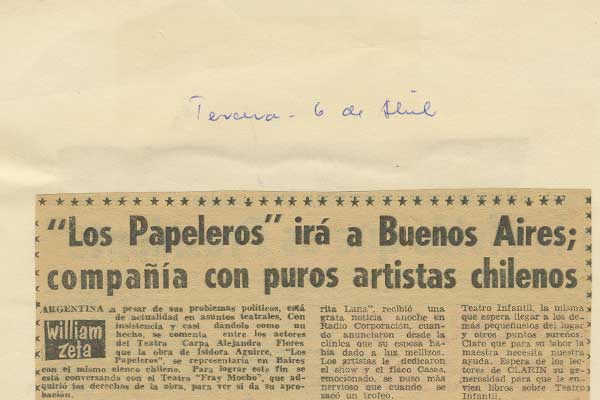 Tercera - 6 de Abril
"Los Papeleros" irá a Buenos Aires;
compañía con puros artistas chilenos
ARGENTINA a pesar de sus problemas políticos, está
de actualidad en asuntos teatrales. Con
insistencia y casi dándolo como un
hecho, se comenta entre los actores
del Teatro Carpa Alejandro Flores
que la obra de Isidora Aguirre, "Los
Papeleros", se representaría en Baires
con el mismo elenco chileno. Para lograr este fin se
está conversando con el Teatro "Fray Mocho", que ad-
quirió los derechos de la obra, para ver si da su apro-
bación.
william
zeta
rita Luna", recibió una
grata noticia anoche en
Radio Corporación, cuan-
do anunciaron desde la
clínica que su esposa ha-
bía dado a luz mellizos.
Los artistas le dedicaron
el show y el flaco Casas,
emocionado, se puso más
nervioso que cuando se
sacó un trofeo.
Teatro Infantil, la misma
que espera llegar a los de-
más pequeñuelos del lugar
y otros puntos sureños.
Claro que para su labor la
maestra necesita nuestra
ayuda. Espera de los lec-
tores de CLARIN su ge-
nerosidad para que le en-
víen libros sobre Teatro
Infantil.